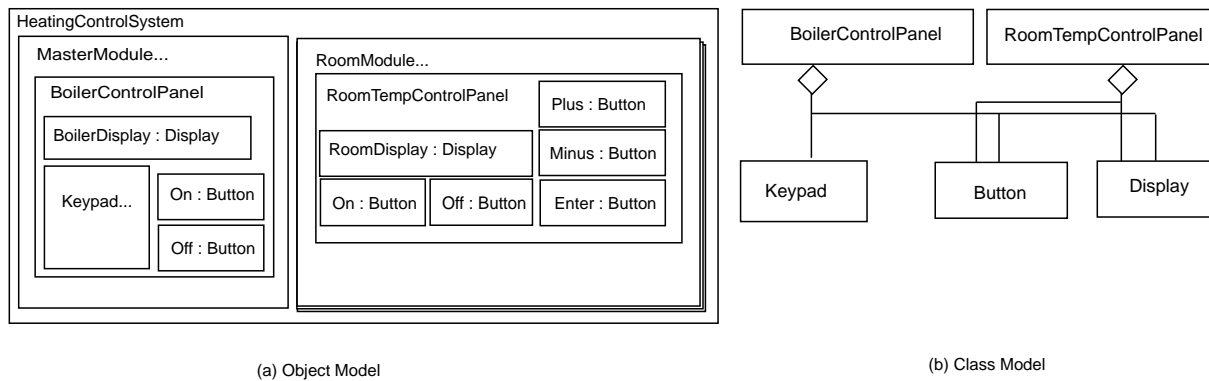 HeatingControlSystem
MasterModule...
BoilerControlPanel
BoilerDisplay : Display
Keypad...
On : Button
Off : Button
RoomModule...
RoomTempControlPanel
Plus : Button
RoomDisplay : Display
Minus : Button
On : Button
Off : Button
Enter : Button
(a) Object Model
BoilerControlPanel
RoomTempControlPanel
Keypad
Button
Display
(b) Class Model